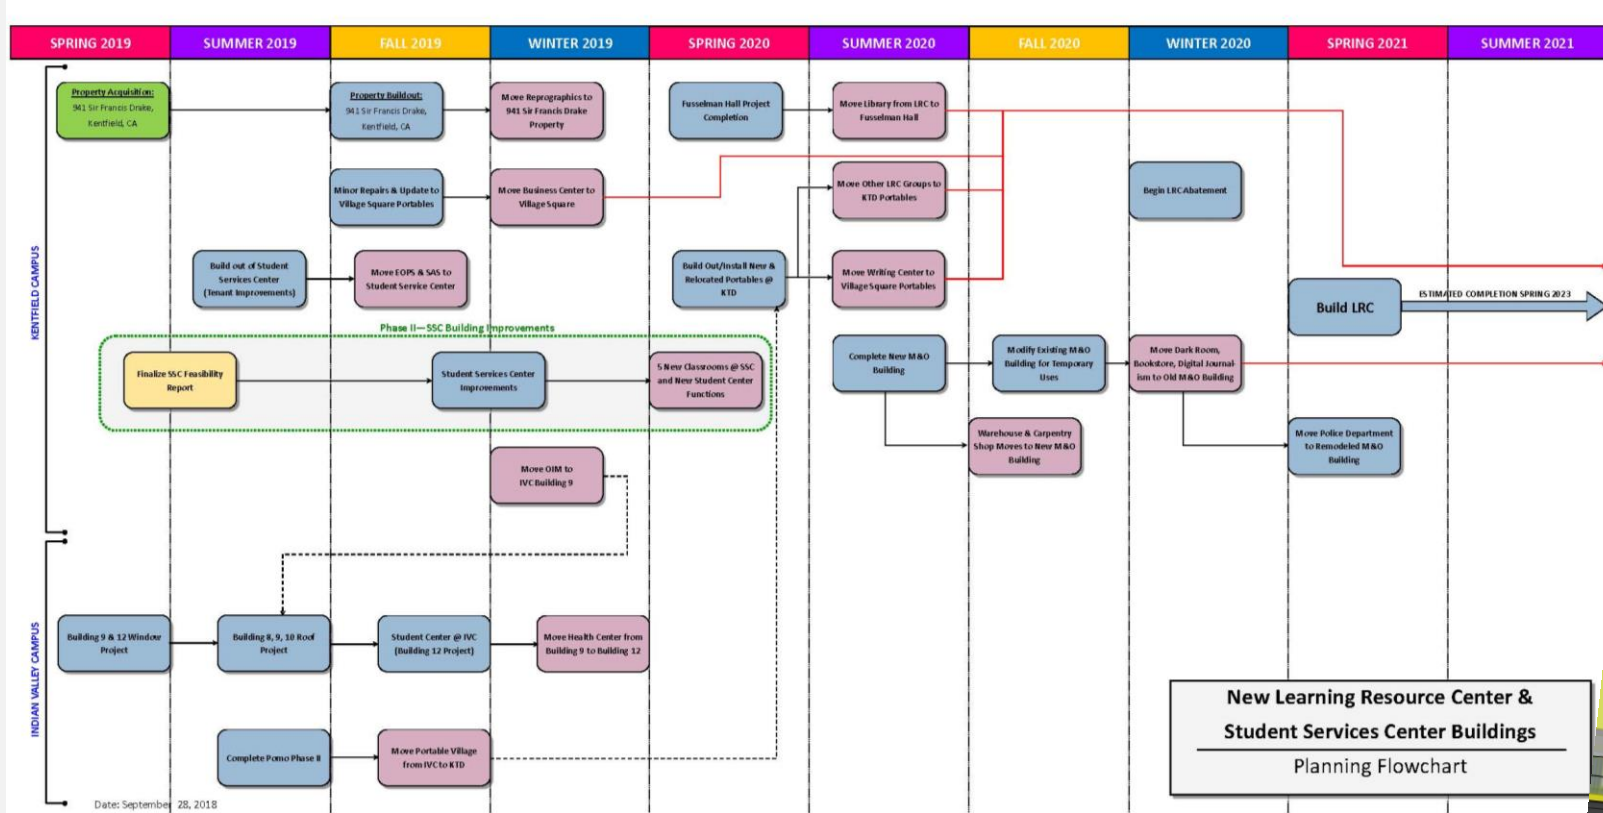 SPRING 2019
SUMMER 2019
FALL 2019
WINTER 2019
SPRING 2020
SUMMER 2020
FALL 2020
WINTER 2020
SPRING 2021
SUMMER 2021
KENTFIELD CAMPUS
Property Acquisition:
941 Sir Francis Drake,
Kentfield, CA
Property Buildout:
941 Sir Francis Drake,
Kentfield, CA
Move Reprographics to
941 Sir Francis Drake
Property
Fusselman Hall Project
Completion
Move Library from LRC to
Fusselman Hall
Minor Repairs & Update to
Village Square Portables
Move Business Center to
Village Square
Move Other LRC Groups to
KTD Portables
Begin LRC Abatement
Build out of Student
Services Center
(Tenant Improvements)
Move EOPS & SAS to
Student Service Center
Build Out/Install New &
Relocated Portables @
KTD
Move Writing Center to
Village Square Portables
Build LRC
ESTIMATED COMPLETION SPRING 2023
Phase II—SSC Building Improvements
Finalize SSC Feasibility
Report
Student Services Center
Improvements
5 New Classrooms @ SSC
and New Student Center
Functions
Complete New M&O
Building
Modify Existing M&O
Building for Temporary
Uses
Move Dark Room,
Bookstore, Digital Journal-
ism to Old M&O Building
Warehouse & Carpentry
Shop Moves to New M&O
Building
Move Police Department
to Remodeled M&O
Building
Move OIM to
IVC Building 9
INDIAN VALLEY CAMPUS
Building 9 & 12 Window
Project
Building 8, 9, 10 Roof
Project
Student Center @ IVC
(Building 12 Project)
Move Health Center from
Building 9 to Building 12
Complete Pomo Phase II
Move Portable Village
from IVC to KTD
New Learning Resource Center &
Student Services Center Buildings
Planning Flowchart
Date: September 28, 2018